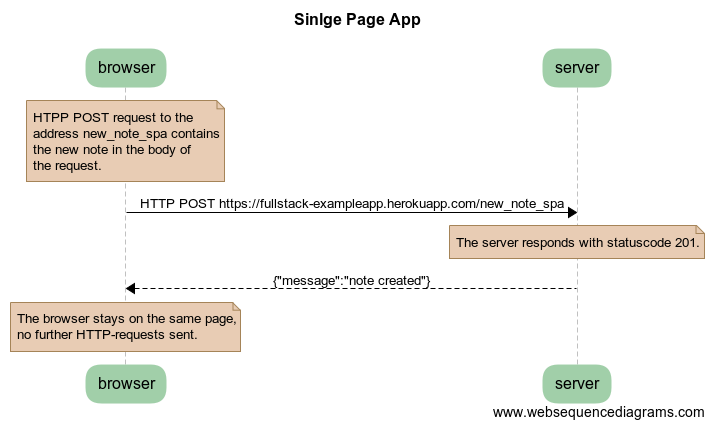 SinIge Page App
browser
server
HTPP POST request to the
address new_note_spa contains
the new note in the body of
the request.
HTTP POST https://fullstack-exampleapp.herokuapp.com/new_note_spa
The server responds with statuscode 201.
{"message":"note created"}
The browser stays on the same page,
no further HTTP-requests sent.
browser
server
www.websequencediagrams.com